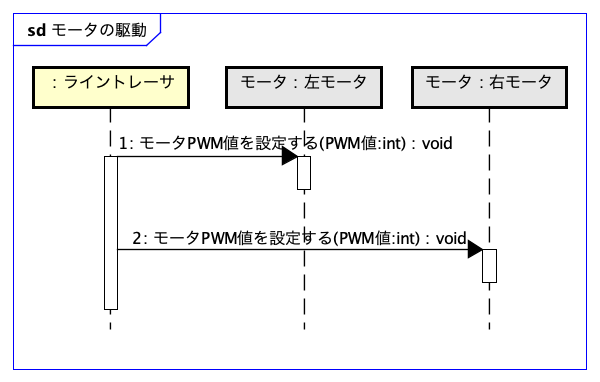 sd モータの駆動
：ライントレーサ
モータ：左モータ
モータ：右モータ
1: モータPWM値を設定する(PWM値:int)：void
2: モータPWM値を設定する(PWM値:int)：void